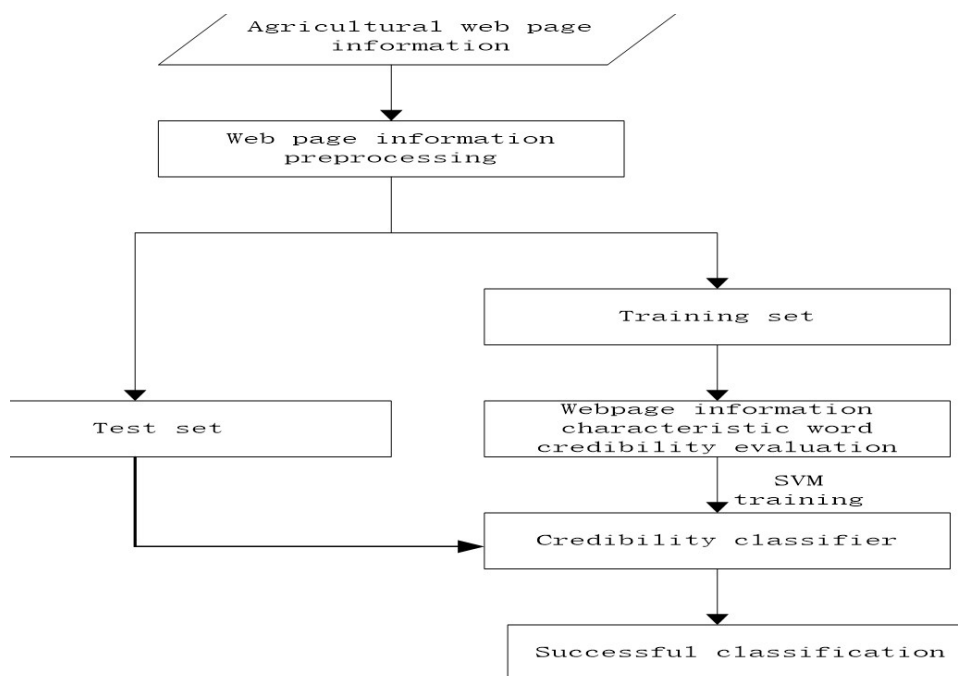 Agricultural web page
information
Web page information
preprocessing
Training set
Test set
Webpage information
characteristic word
credibility evaluation
SVM
training
Credibility classifier
Successful classification